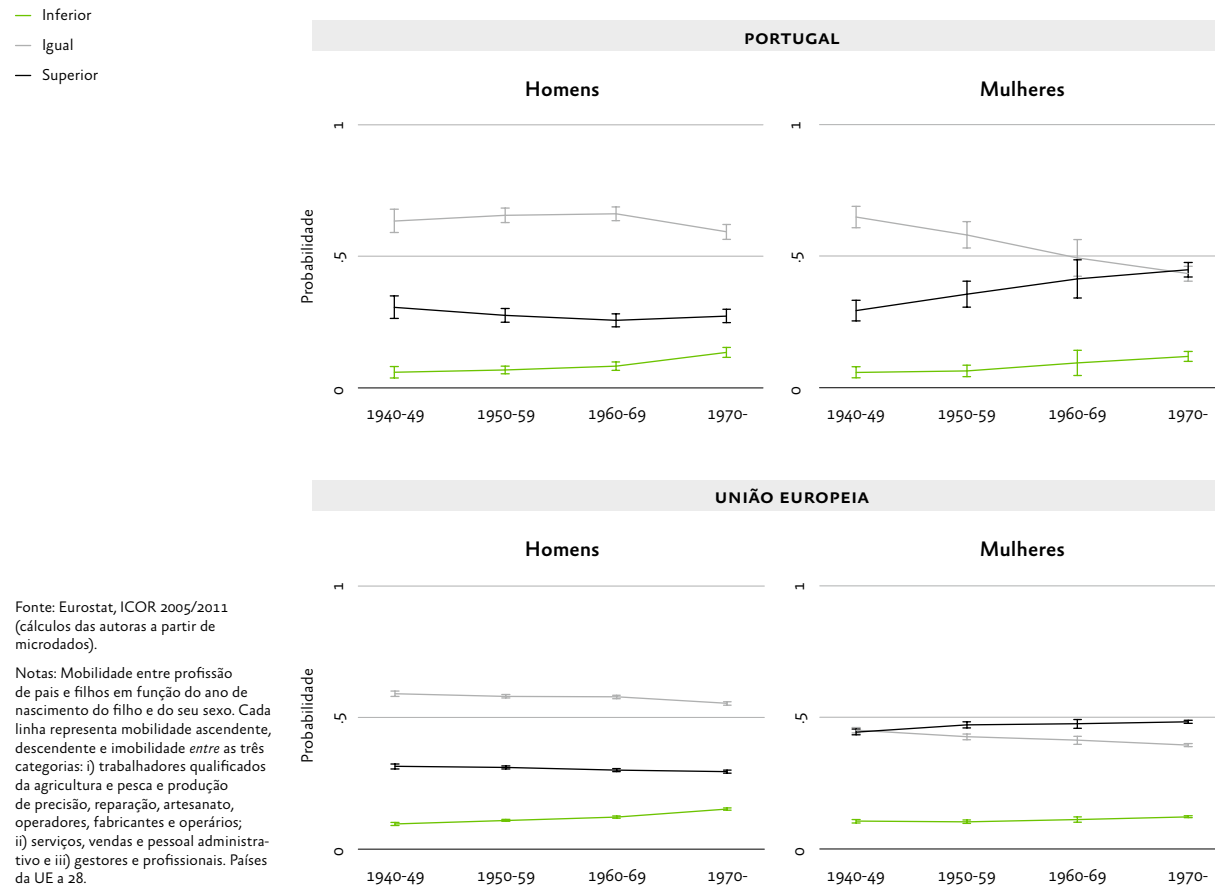 Inferior
Igual
Superior
PORTUGAL
Homens
Mulheres
1
.5
0
Probabilidade
1940-49 1950-59 1960-69 1970-
1
.5
0
1940-49 1950-59 1960-69 1970-
UNIÃO EUROPEIA
Homens
Mulheres
1
.5
0
Probabilidade
1940-49 1950-59 1960-69 1970-
1
.5
0
1940-49 1950-59 1960-69 1970-
Fonte: Eurostat, ICOR 2005/2011
(cálculos das autoras a partir de
microdados).
Notas: Mobilidade entre profissão
de pais e filhos em função do ano de
nascimento do filho e do seu sexo. Cada
linha representa mobilidade ascendente,
descendente e imobilidade entre as três
categorias: i) trabalhadores qualificados
da agricultura e pesca e produção
de precisão, reparação, artesanato,
operadores, fabricantes e operários;
ii) serviços, vendas e pessoal administra-
tivo e iii) gestores e profissionais. Países
da UE a 28.